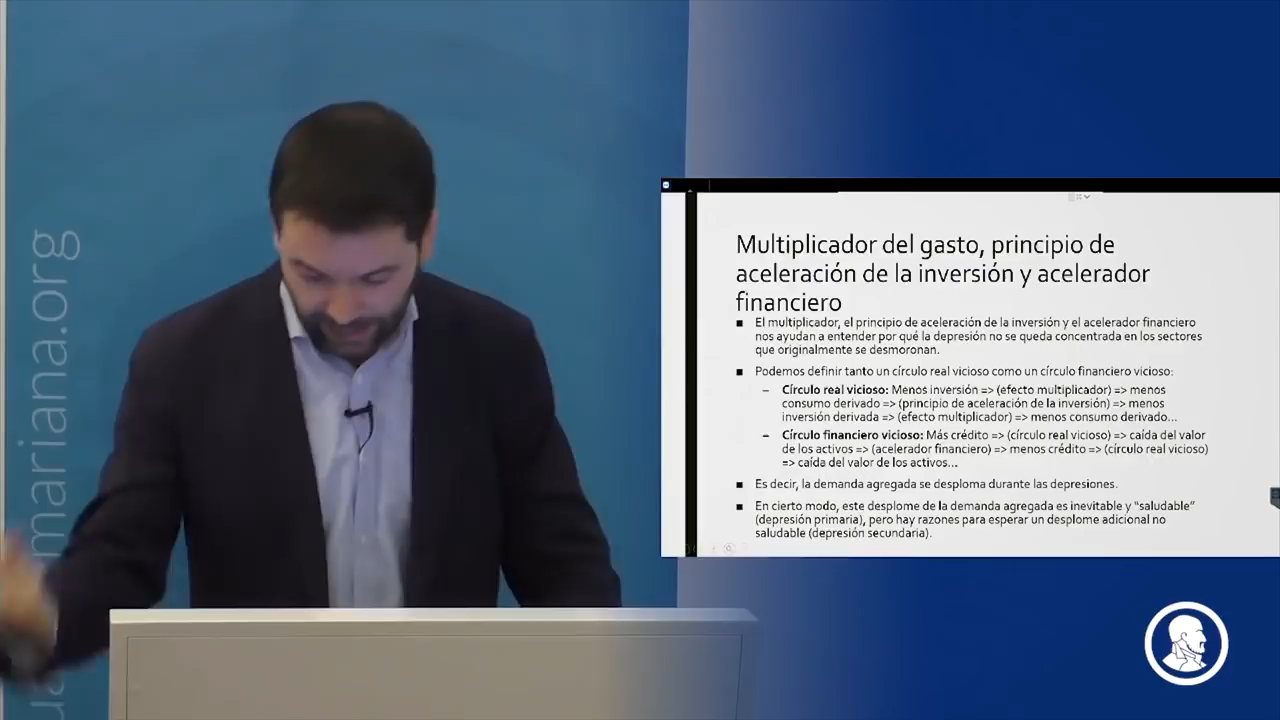 mariana.org
Multiplicador del gasto, principio de
aceleración de la inversión y acelerador
financiero
El multiplicador, el principio de aceleración de la inversión y el acelerador financiero
nos ayudan a entender por qué la depresión no se queda concentrada en los sectores
que originalmente se desmoronan.
Podemos definir tanto un círculo real vicioso como un círculo financiero vicioso:
Círculo real vicioso: Menos inversión => (efecto multiplicador) => menos
consumo derivado => (principio de aceleración de la inversión) => menos
inversión derivada => (efecto multiplicador) => menos consumo derivado…
Círculo financiero vicioso: Más crédito => (círculo real vicioso) => caída del valor
de los activos => (acelerador financiero) => menos crédito => (círculo real vicioso)
=> caída del valor de los activos…
Es decir, la demanda agregada se desploma durante las depresiones.
En cierto modo, este desplome de la demanda agregada es inevitable y “saludable”
(depresión primaria), pero hay razones para esperar un desplome adicional no
saludable (depresión secundaria).